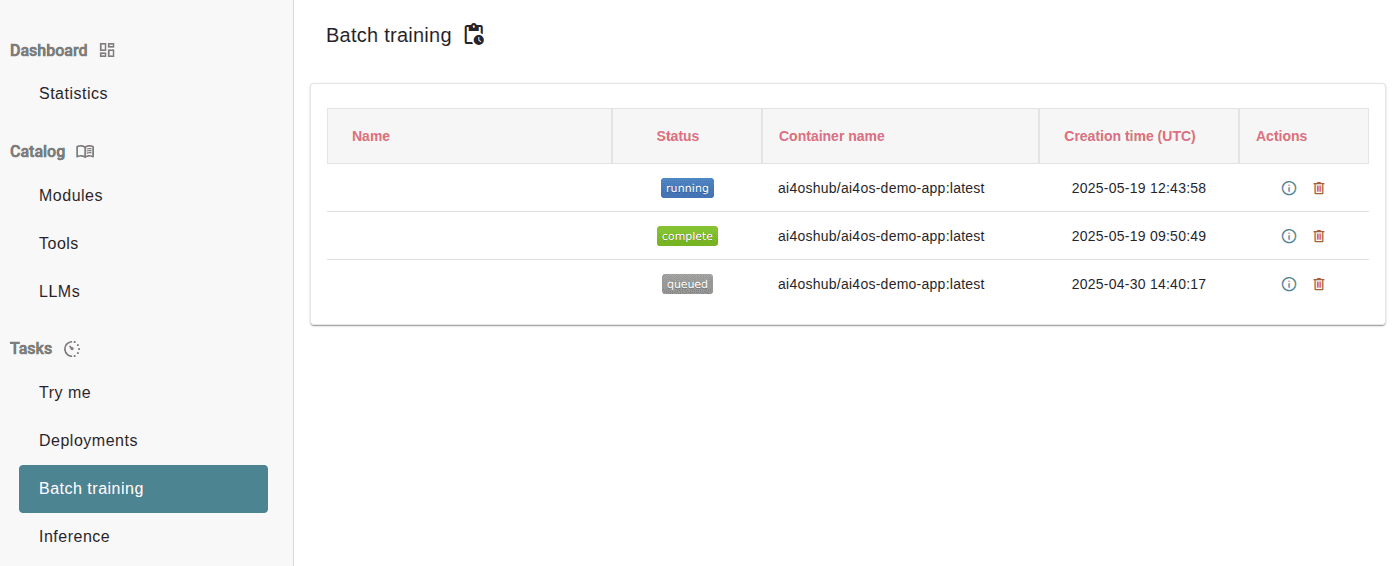 Dashboard
Statistics
Catalog
Modules
Tools
LLMs
Tasks
Try me
Deployments
Batch training
Inference
Batch training
Name Status Container name Creation time (UTC) Actions
running ai4oshub/ai4os-demo-app:latest 2025-05-19 12:43:58
complete ai4oshub/ai4os-demo-app:latest 2025-05-19 09:50:49
queued ai4oshub/ai4os-demo-app:latest 2025-04-30 14:40:17